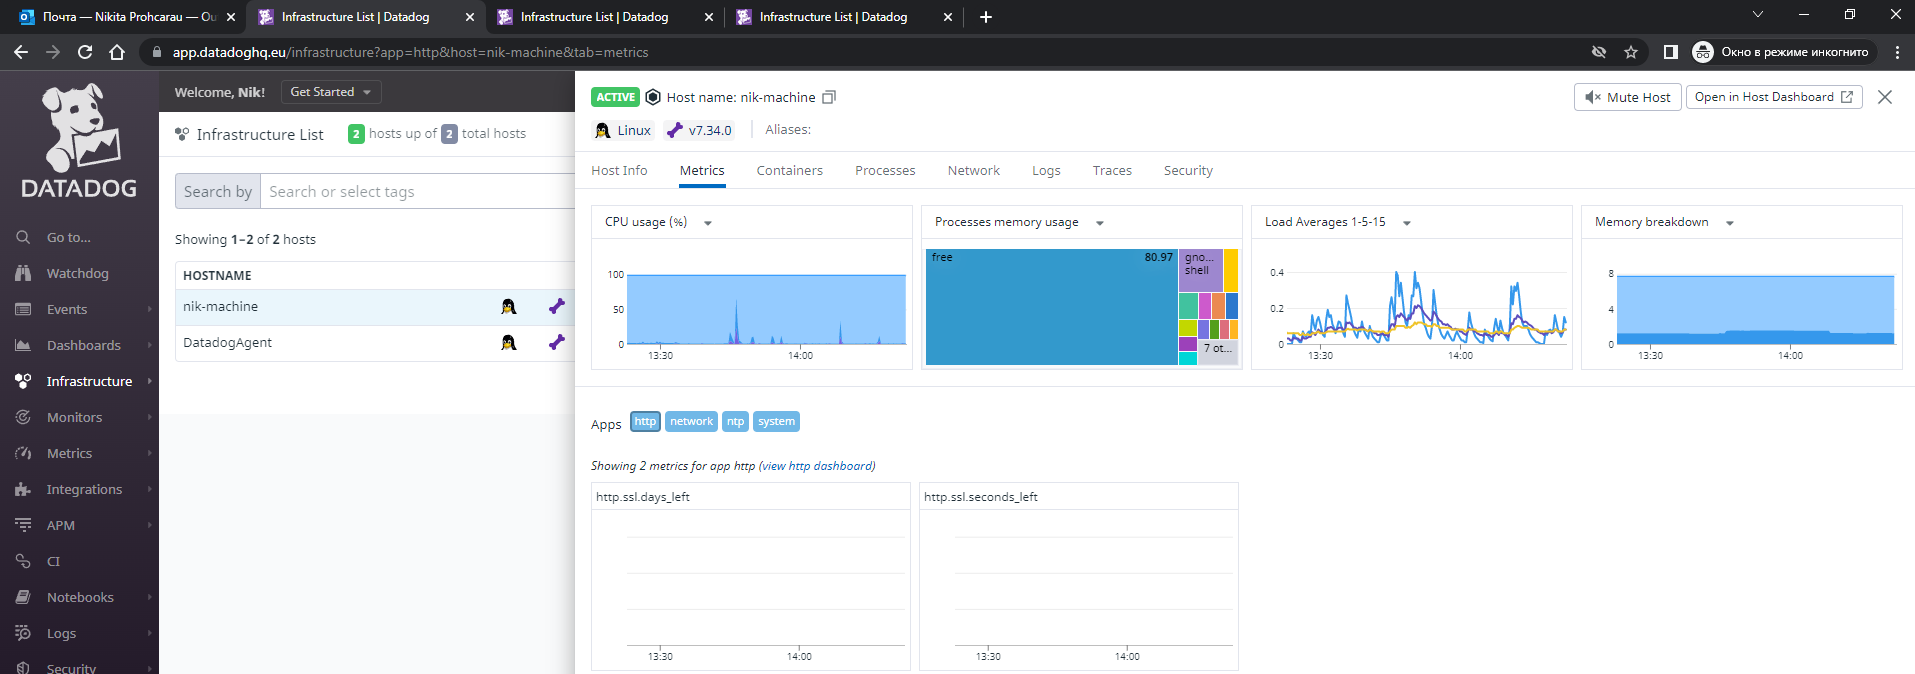 Почта — Nikita Prohcarau — Ou
Infrastructure List | Datadog
Infrastructure List | Datadog
Infrastructure List | Datadog
app.datadoghq.eu/infrastructure?app=http&host=nik-machine&tab=metrics
Окно в режиме инкогнито
DATADOG
Go to...
Watchdog
Events
Dashboards
Infrastructure
Monitors
Metrics
Integrations
APM
CI
Notebooks
Logs
Security
Welcome, Nik!
Get Started
Infrastructure List
2 hosts up of 2 total hosts
Search by
Search or select tags
Showing 1–2 of 2 hosts
HOSTNAME
nik-machine
DatadogAgent
ACTIVE Host name: nik-machine
Mute Host
Open in Host Dashboard
Linux
v7.34.0
Aliases:
Host Info
Metrics
Containers
Processes
Network
Logs
Traces
Security
CPU usage (%)
100
50
0
13:30
14:00
Processes memory usage
free
80.97
gno...
shell
7 ot...
Load Averages 1-5-15
0.4
0.2
0
13:30
14:00
Memory breakdown
8
4
0
13:30
14:00
Apps
http
network
ntp
system
Showing 2 metrics for app http (view http dashboard)
http.ssl.days_left
13:30
14:00
http.ssl.seconds_left
13:30
14:00